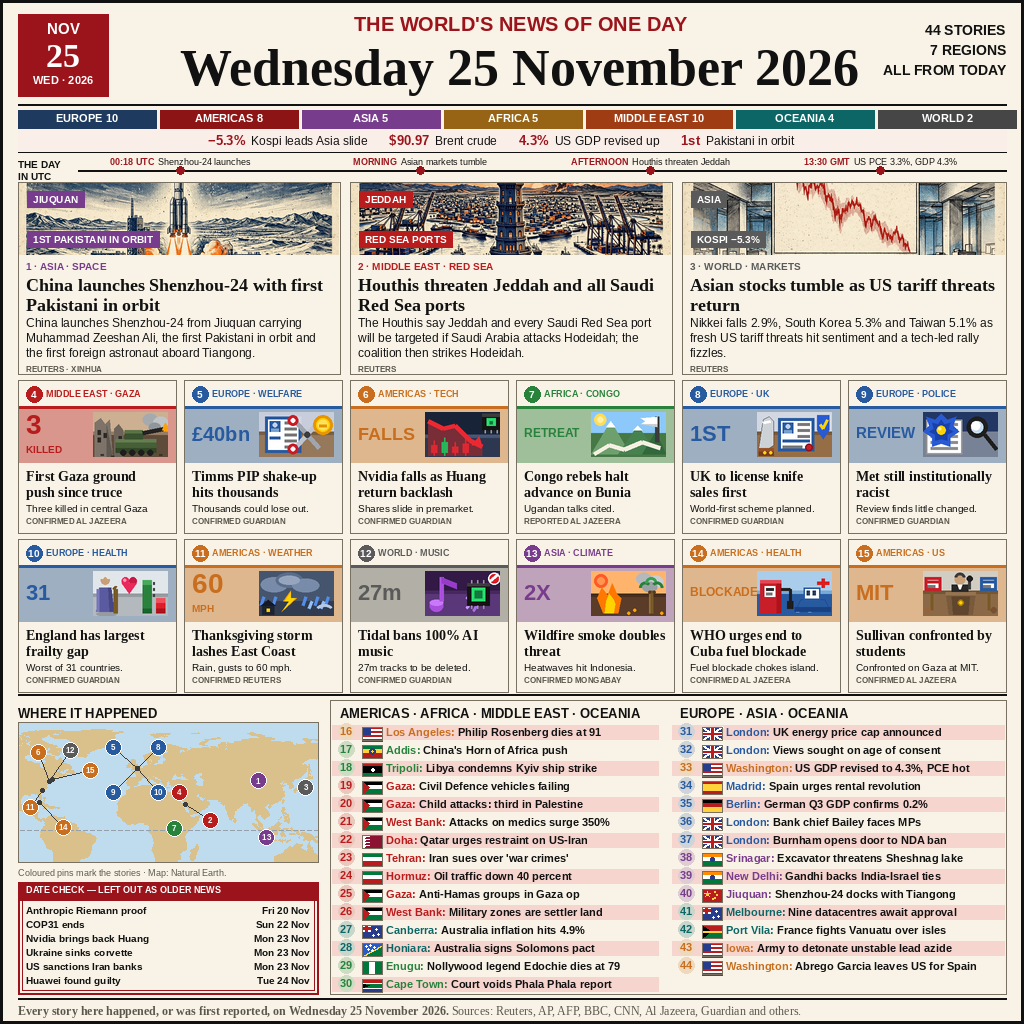 NOV
25
WED · 2026
THE WORLD'S NEWS OF ONE DAY
Wednesday 25 November 2026
44 STORIES
7 REGIONS
ALL FROM TODAY
EUROPE 10
AMERICAS 8
ASIA 5
AFRICA 5
MIDDLE EAST 10
OCEANIA 4
WORLD 2
−5.3% Kospi leads Asia slide
$90.97 Brent crude
4.3% US GDP revised up
1st Pakistani in orbit
THE DAY
IN UTC
00:18 UTC Shenzhou-24 launches
MORNING Asian markets tumble
AFTERNOON Houthis threaten Jeddah
13:30 GMT US PCE 3.3%, GDP 4.3%
JIUQUAN
1ST PAKISTANI IN ORBIT
1 · ASIA · SPACE
China launches Shenzhou-24 with first
Pakistani in orbit
China launches Shenzhou-24 from Jiuquan carrying
Muhammad Zeeshan Ali, the first Pakistani in orbit and
the first foreign astronaut aboard Tiangong.
REUTERS · XINHUA
JEDDAH
RED SEA PORTS
2 · MIDDLE EAST · RED SEA
Houthis threaten Jeddah and all Saudi
Red Sea ports
The Houthis say Jeddah and every Saudi Red Sea port
will be targeted if Saudi Arabia attacks Hodeidah; the
coalition then strikes Hodeidah.
REUTERS
ASIA
KOSPI −5.3%
3 · WORLD · MARKETS
Asian stocks tumble as US tariff threats
return
Nikkei falls 2.9%, South Korea 5.3% and Taiwan 5.1% as
fresh US tariff threats hit sentiment and a tech-led rally
fizzles.
REUTERS
4 MIDDLE EAST · GAZA
3
KILLED
First Gaza ground
push since truce
Three killed in central Gaza
CONFIRMED AL JAZEERA
5 EUROPE · WELFARE
£40bn
Timms PIP shake-up
hits thousands
Thousands could lose out.
CONFIRMED GUARDIAN
6 AMERICAS · TECH
FALLS
Nvidia falls as Huang
return backlash
Shares slide in premarket.
CONFIRMED GUARDIAN
7 AFRICA · CONGO
RETREAT
Congo rebels halt
advance on Bunia
Ugandan talks cited.
REPORTED AL JAZEERA
8 EUROPE · UK
1ST
UK to license knife
sales first
World-first scheme planned.
CONFIRMED GUARDIAN
9 EUROPE · POLICE
REVIEW
Met still institutionally
racist
Review finds little changed.
CONFIRMED GUARDIAN
10 EUROPE · HEALTH
31
England has largest
frailty gap
Worst of 31 countries.
CONFIRMED GUARDIAN
11 AMERICAS · WEATHER
60
MPH
Thanksgiving storm
lashes East Coast
Rain, gusts to 60 mph.
CONFIRMED REUTERS
12 WORLD · MUSIC
27m
Tidal bans 100% AI
music
27m tracks to be deleted.
CONFIRMED GUARDIAN
13 ASIA · CLIMATE
2X
Wildfire smoke doubles
threat
Heatwaves hit Indonesia.
CONFIRMED MONGABAY
14 AMERICAS · HEALTH
BLOCKADE
WHO urges end to
Cuba fuel blockade
Fuel blockade chokes island.
CONFIRMED AL JAZEERA
15 AMERICAS · US
MIT
Sullivan confronted by
students
Confronted on Gaza at MIT.
CONFIRMED AL JAZEERA
WHERE IT HAPPENED
6
12
5
8
15
1
3
9
10
4
11
14
7
2
13
Coloured pins mark the stories · Map: Natural Earth.
DATE CHECK — LEFT OUT AS OLDER NEWS
Anthropic Riemann proof Fri 20 Nov
COP31 ends Sun 22 Nov
Nvidia brings back Huang Mon 23 Nov
Ukraine sinks corvette Mon 23 Nov
US sanctions Iran banks Mon 23 Nov
Huawei found guilty Tue 24 Nov
AMERICAS · AFRICA · MIDDLE EAST · OCEANIA
16 Los Angeles: Philip Rosenberg dies at 91
17 Addis: China's Horn of Africa push
18 Tripoli: Libya condemns Kyiv ship strike
19 Gaza: Civil Defence vehicles failing
20 Gaza: Child attacks: third in Palestine
21 West Bank: Attacks on medics surge 350%
22 Doha: Qatar urges restraint on US-Iran
23 Tehran: Iran sues over 'war crimes'
24 Hormuz: Oil traffic down 40 percent
25 Gaza: Anti-Hamas groups in Gaza op
26 West Bank: Military zones are settler land
27 Canberra: Australia inflation hits 4.9%
28 Honiara: Australia signs Solomons pact
29 Enugu: Nollywood legend Edochie dies at 79
30 Cape Town: Court voids Phala Phala report
EUROPE · ASIA · OCEANIA
31 London: UK energy price cap announced
32 London: Views sought on age of consent
33 Washington: US GDP revised to 4.3%, PCE hot
34 Madrid: Spain urges rental revolution
35 Berlin: German Q3 GDP confirms 0.2%
36 London: Bank chief Bailey faces MPs
37 London: Burnham opens door to NDA ban
38 Srinagar: Excavator threatens Sheshnag lake
39 New Delhi: Gandhi backs India-Israel ties
40 Jiuquan: Shenzhou-24 docks with Tiangong
41 Melbourne: Nine datacentres await approval
42 Port Vila: France fights Vanuatu over isles
43 Iowa: Army to detonate unstable lead azide
44 Washington: Abrego Garcia leaves US for Spain
Every story here happened, or was first reported, on Wednesday 25 November 2026. Sources: Reuters, AP, AFP, BBC, CNN, Al Jazeera, Guardian and others.